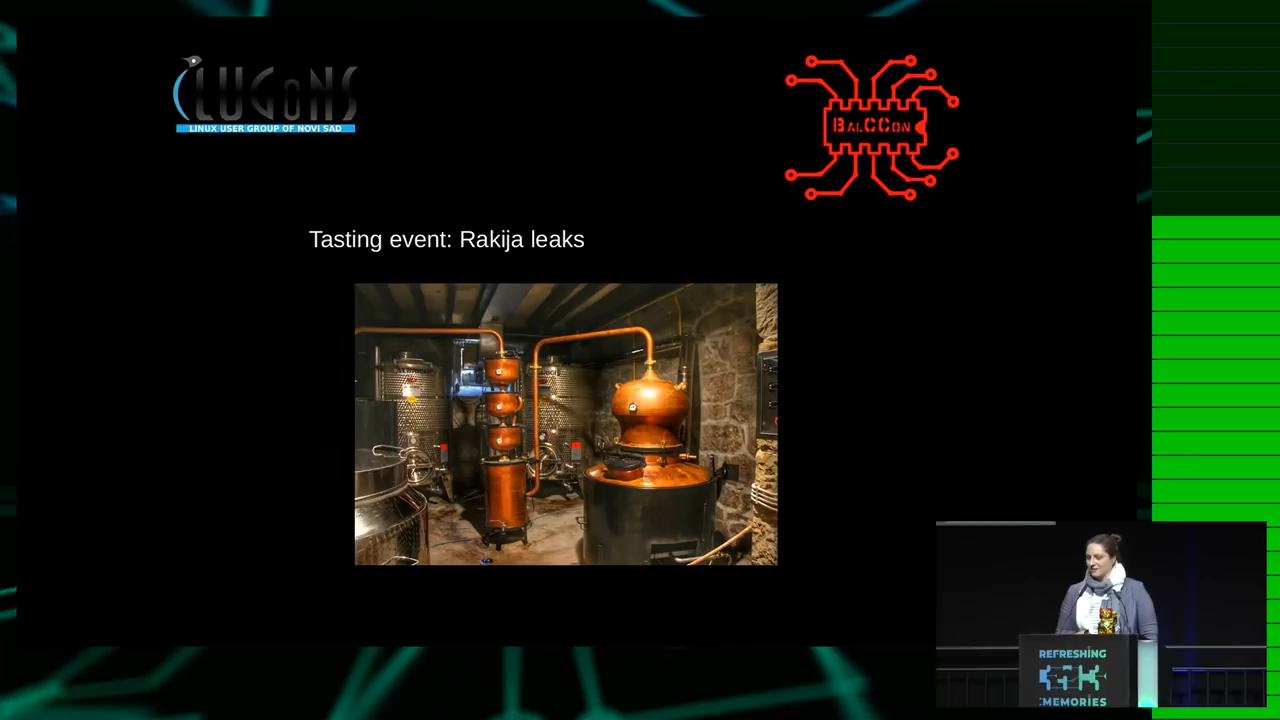 LUGoNS
LINUX USER GROUP OF NOVI SAD
BalCCon
Tasting event: Rakija leaks
REFRESHING
MEMORIES